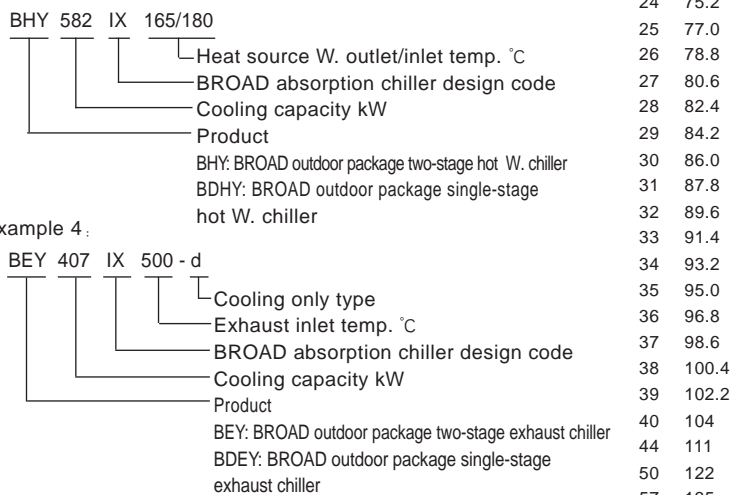 BHY 582 IX 165/180
Heat source W. outlet/inlet temp. ℃
BROAD absorption chiller design code
Cooling capacity kW
Product
BHY: BROAD outdoor package two-stage hot W. chiller
BDHY: BROAD outdoor package single-stage
hot W. chiller
xample 4:
BEY 407 IX 500 - d
Cooling only type
Exhaust inlet temp. ℃
BROAD absorption chiller design code
Cooling capacity kW
Product
BEY: BROAD outdoor package two-stage exhaust chiller
BDEY: BROAD outdoor package single-stage
exhaust chiller
24 75.2
25 77.0
26 78.8
27 80.6
28 82.4
29 84.2
30 86.0
31 87.8
32 89.6
33 91.4
34 93.2
35 95.0
36 96.8
37 98.6
38 100.4
39 102.2
40 104
44 111
50 122
57 135